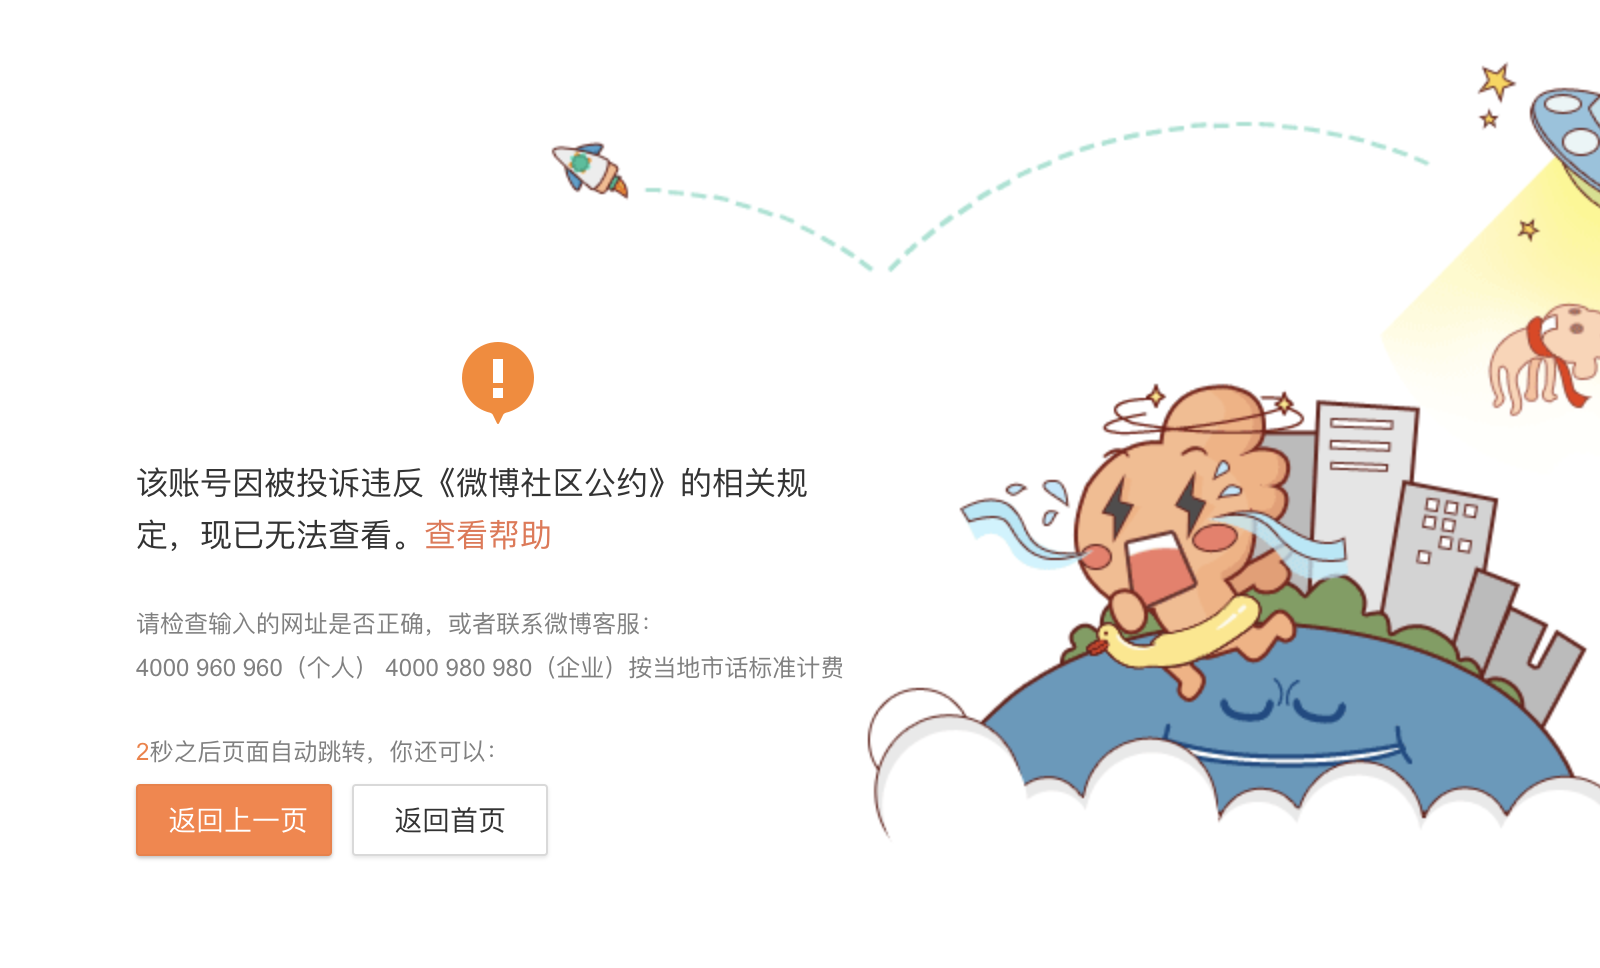 该账号因被投诉违反《微博社区公约》的相关规
定，现已无法查看。查看帮助
请检查输入的网址是否正确，或者联系微博客服：
4000 960 960（个人） 4000 980 980（企业）按当地市话标准计费
2秒之后页面自动跳转，你还可以：
返回上一页 返回首页